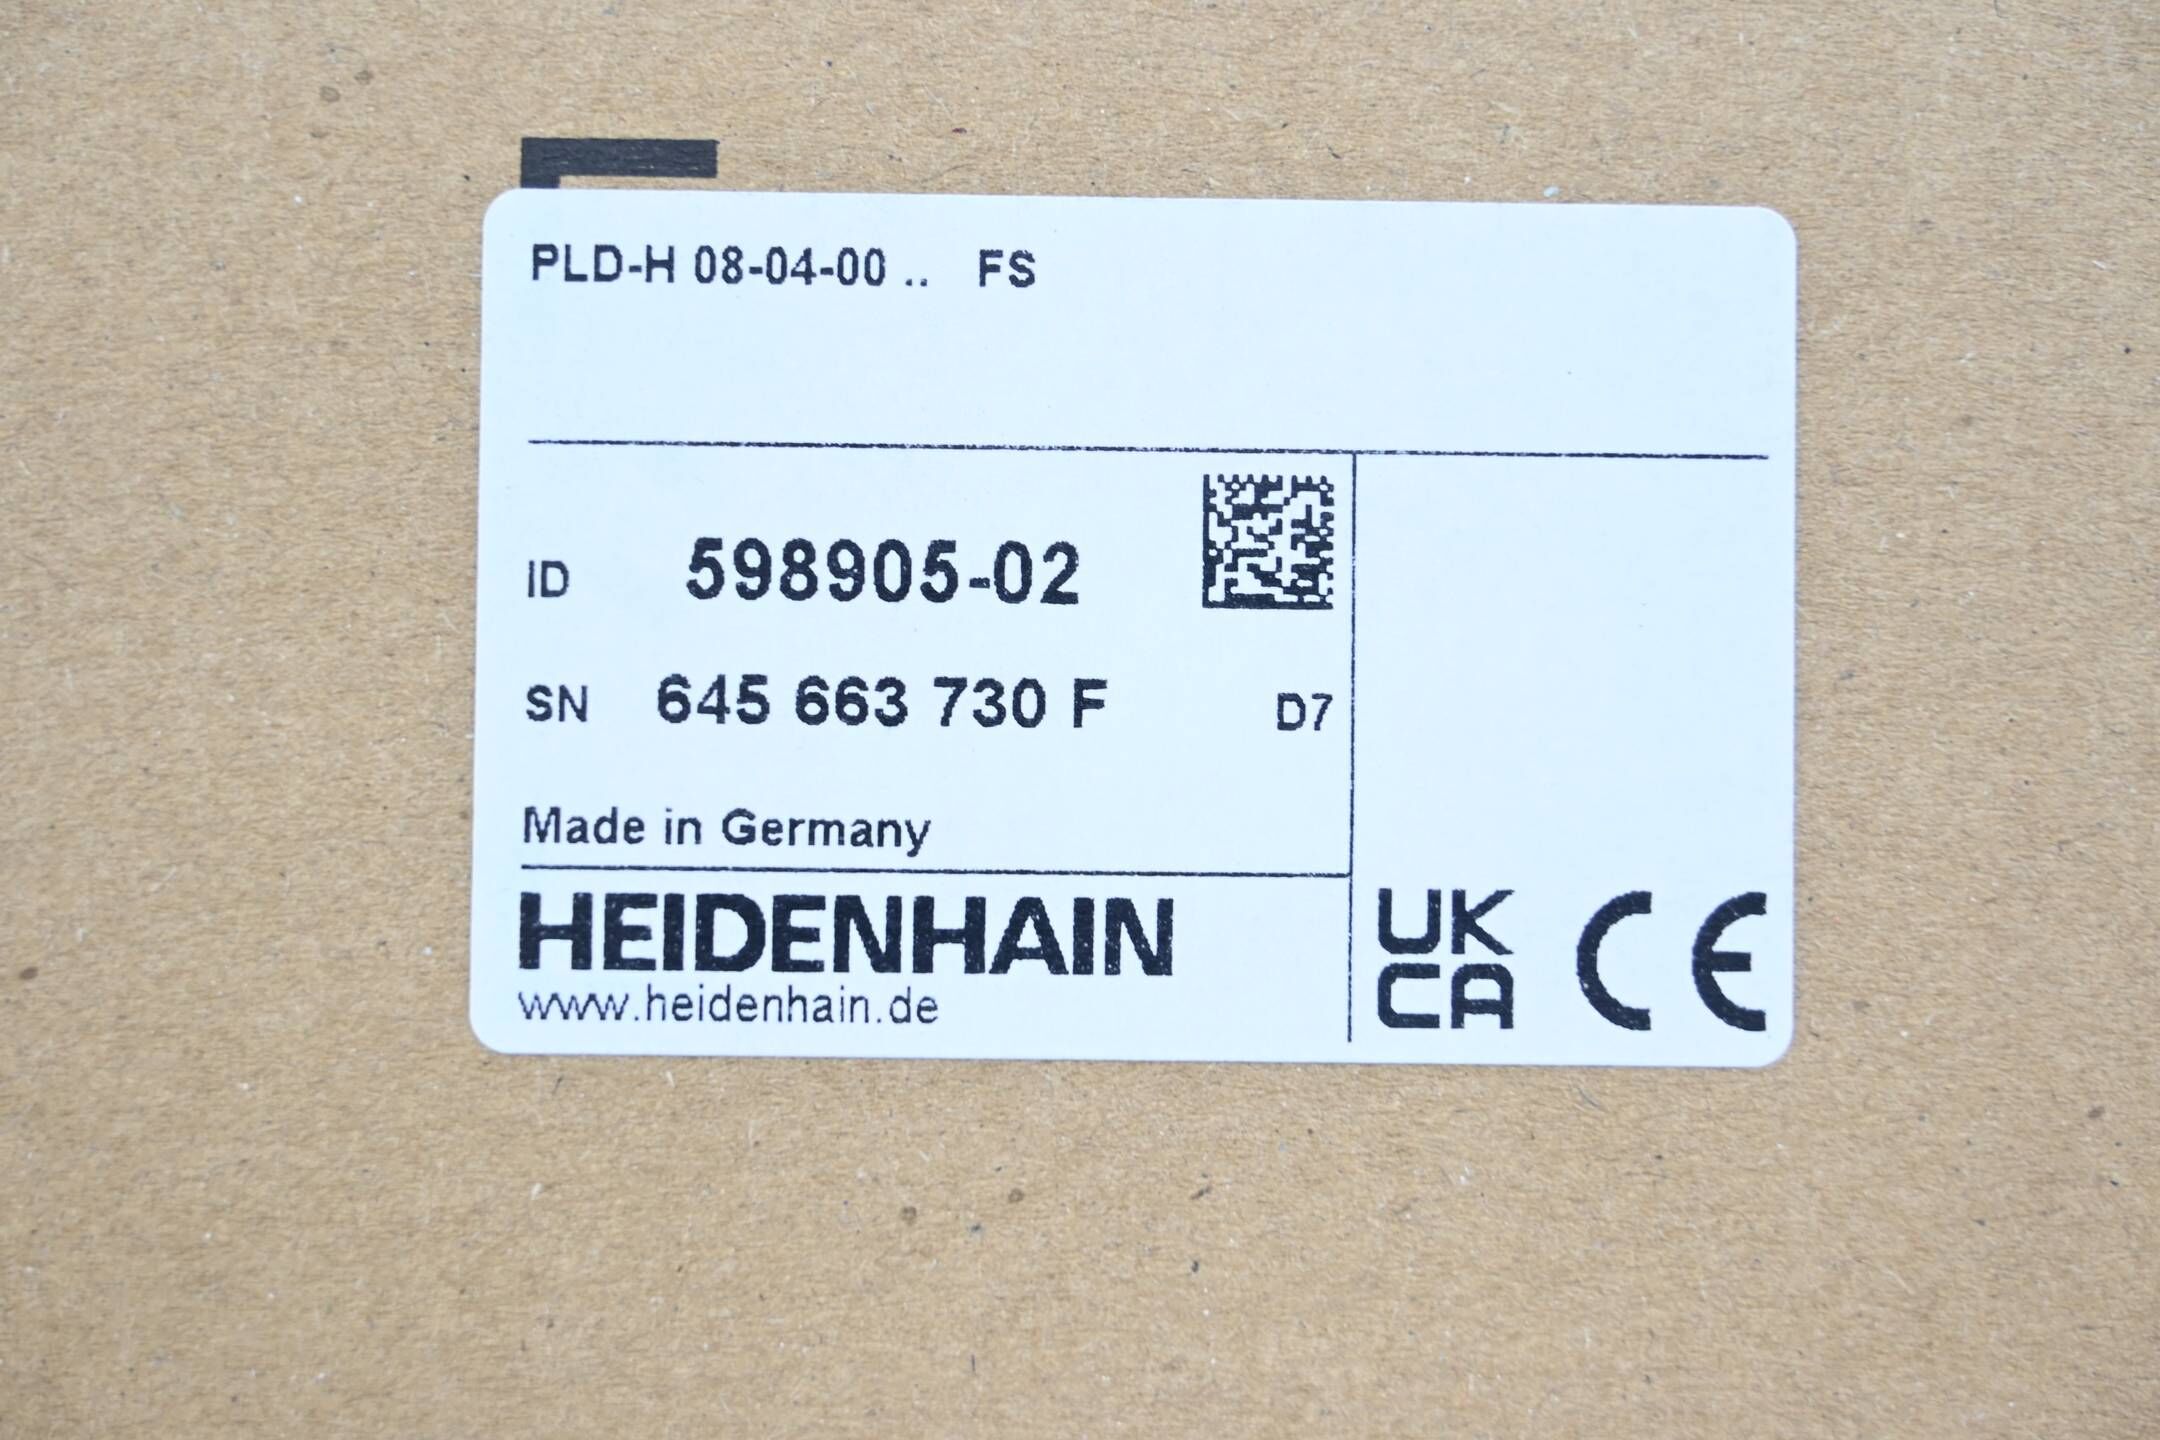 PLD-H 08-04-00 .. FS
ID 598905-02
SN 645 663 730 F D7
Made in Germany
HEIDENHAIN
www.heidenhain.de
UK
CA CE